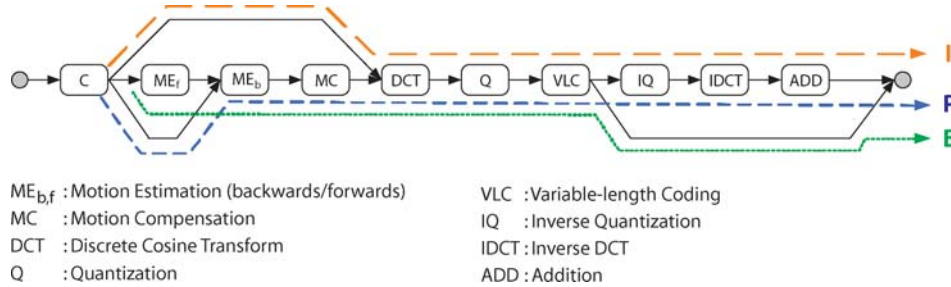 I
C
MEf
MEb
MC
DCT
Q
VLC
IQ
IDCT
ADD
P
B
MEb,f : Motion Estimation (backwards/forwards)
MC : Motion Compensation
DCT : Discrete Cosine Transform
Q : Quantization
VLC : Variable-length Coding
IQ : Inverse Quantization
IDCT : Inverse DCT
ADD : Addition